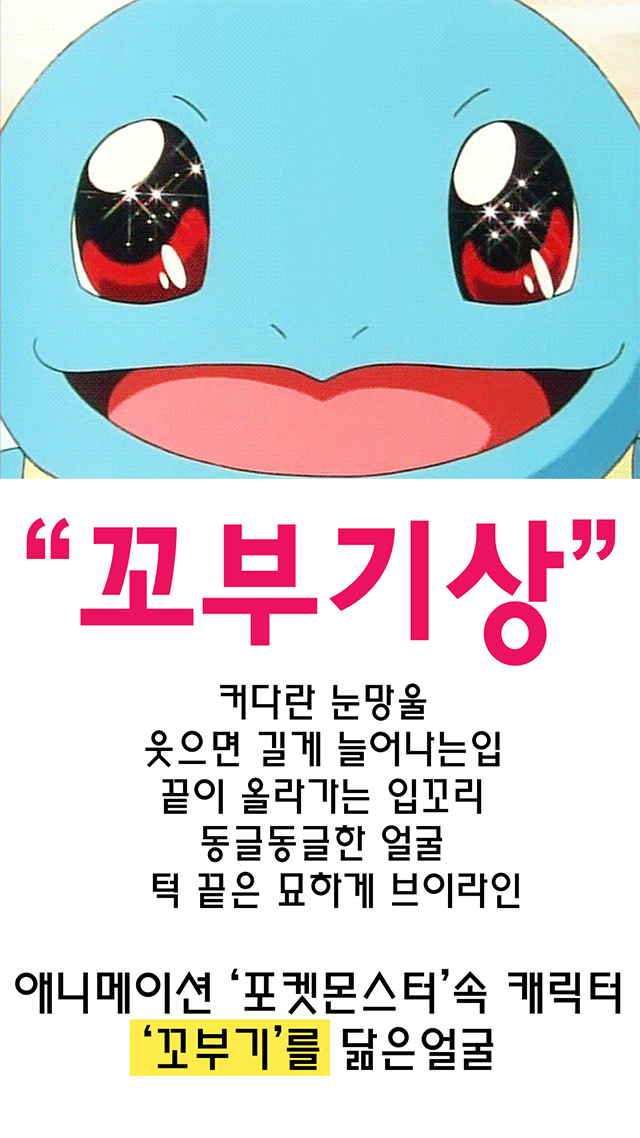 “꼬부기상”
커다란 눈망울
웃으면 길게 늘어나는입
끝이 올라가는 입꼬리
동글동글한 얼굴
턱 끝은 묘하게 브이라인
애니메이션 ‘포켓몬스터’속 캐릭터
‘꼬부기’를 닮은얼굴